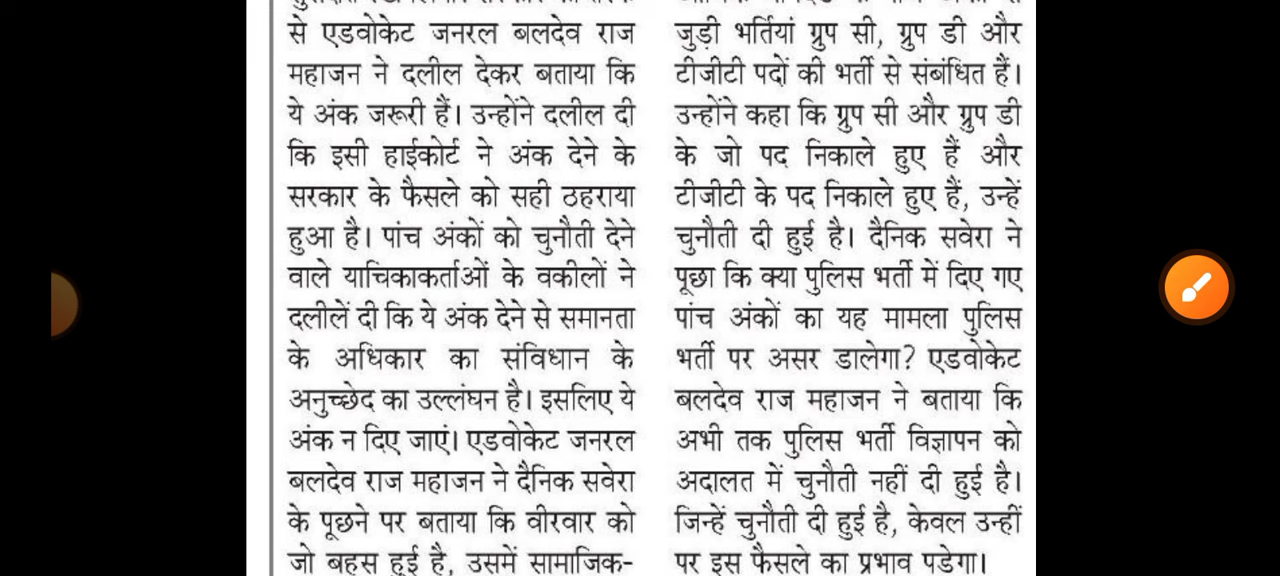 से एडवोकेट जनरल बलदेव राज
महाजन ने दलील देकर बताया कि
ये अंक जरूरी हैं। उन्होंने दलील दी
कि इसी हाईकोर्ट ने अंक देने के
सरकार के फैसले को सही ठहराया
हुआ है। पांच अंकों को चुनौती देने
वाले याचिकाकर्ताओं के वकीलों ने
दलीलें दी कि ये अंक देने से समानता
के अधिकार का संविधान के
अनुच्छेद का उल्लंघन है। इसलिए ये
अंक न दिए जाएं। एडवोकेट जनरल
बलदेव राज महाजन ने दैनिक सवेरा
के पूछने पर बताया कि वीरवार को
जो बहस हुई है, उसमें सामाजिक-
जुड़ी भर्तियां ग्रुप सी, ग्रुप डी और
टीजीटी पदों की भर्ती से संबंधित हैं।
उन्होंने कहा कि ग्रुप सी और ग्रुप डी
के जो पद निकाले हुए हैं और
टीजीटी के पद निकाले हुए हैं, उन्हें
चुनौती दी हुई है। दैनिक सवेरा ने
पूछा कि क्या पुलिस भर्ती में दिए गए
पांच अंकों का यह मामला पुलिस
भर्ती पर असर डालेगा? एडवोकेट
बलदेव राज महाजन ने बताया कि
अभी तक पुलिस भर्ती विज्ञापन को
अदालत में चुनौती नहीं दी हुई है।
जिन्हें चुनौती दी हुई है, केवल उन्हीं
पर इस फैसले का प्रभाव पडेगा।